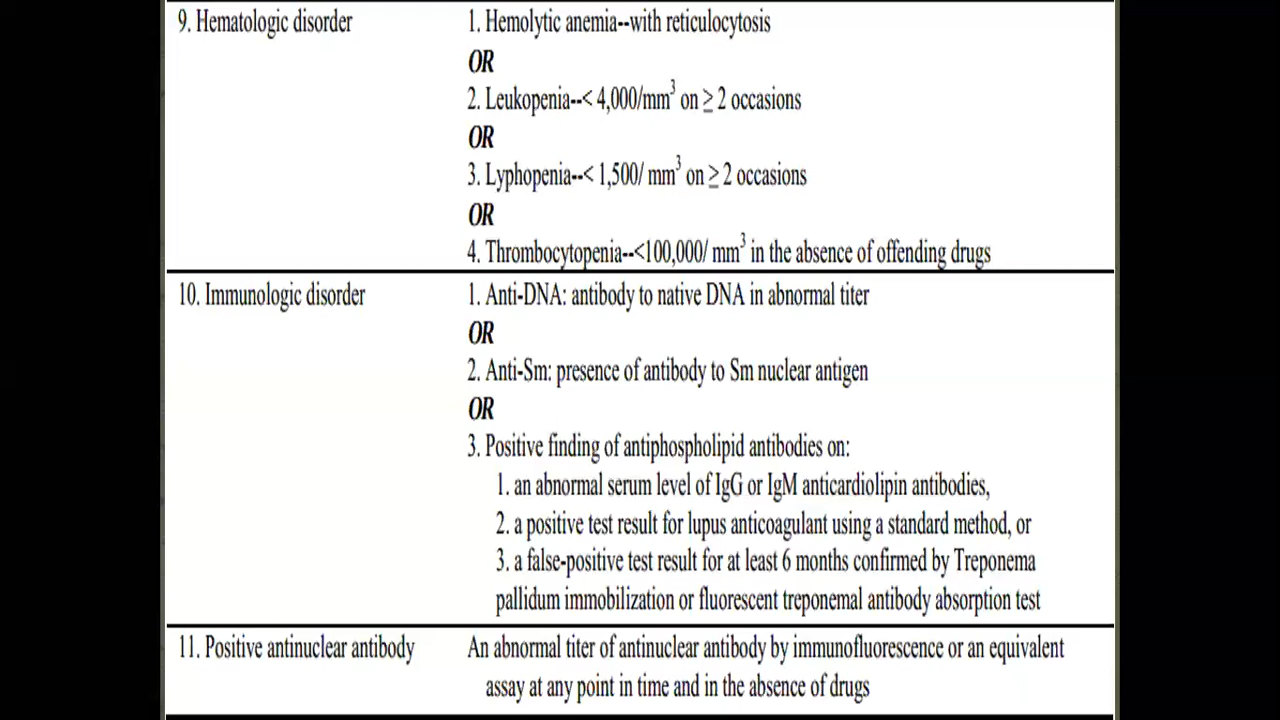 9. Hematologic disorder
1. Hemolytic anemia--with reticulocytosis
OR
2. Leukopenia--< 4,000/mm³ on ≥ 2 occasions
OR
3. Lyphopenia--< 1,500/ mm³ on ≥ 2 occasions
OR
4. Thrombocytopenia--<100,000/ mm³ in the absence of offending drugs
10. Immunologic disorder
1. Anti-DNA: antibody to native DNA in abnormal titer
OR
2. Anti-Sm: presence of antibody to Sm nuclear antigen
OR
3. Positive finding of antiphospholipid antibodies on:
1. an abnormal serum level of IgG or IgM anticardiolipin antibodies,
2. a positive test result for lupus anticoagulant using a standard method, or
3. a false-positive test result for at least 6 months confirmed by Treponema
pallidum immobilization or fluorescent treponemal antibody absorption test
11. Positive antinuclear antibody
An abnormal titer of antinuclear antibody by immunofluorescence or an equivalent
assay at any point in time and in the absence of drugs